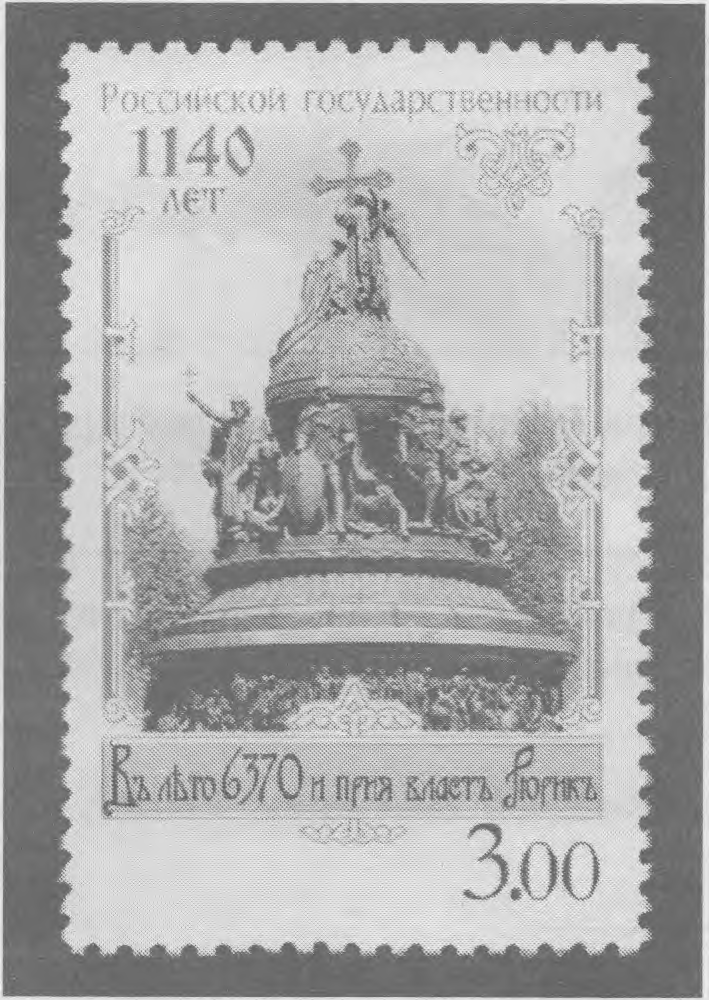 Российской государственности
1140
лет
Въ лѣто 6370 и прия власть Рюрикъ
3.00